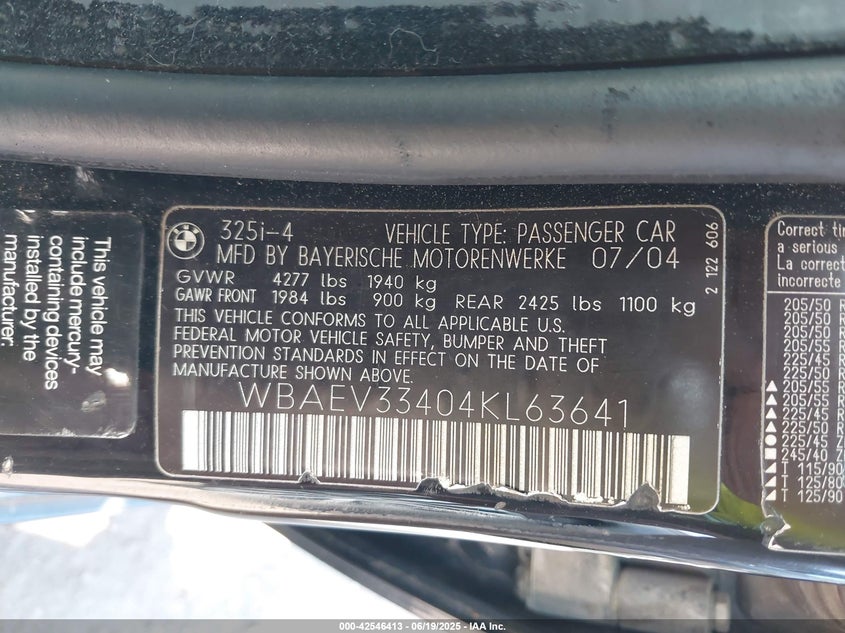 This vehicle may
include mercury-
containing devices
installed by the
manufacturer:
325i-4 VEHICLE TYPE: PASSENGER CAR
MFD BY BAYERISCHE MOTORENWERKE 07/04
GVWR 4277 lbs 1940 kg
GAWR FRONT 1984 lbs 900 kg REAR 2425 lbs 1100 kg
THIS VEHICLE CONFORMS TO ALL APPLICABLE U.S.
FEDERAL MOTOR VEHICLE SAFETY, BUMPER AND THEFT
PREVENTION STANDARDS IN EFFECT ON THE DATE OF
MANUFACTURE SHOWN ABOVE.
WBAEV33404KL63641
2 122 606
Correct tir
a serious
La correct
incorrecte
205/50 R
205/50 R
205/50
205/55
225/45
225/50
205/55 R
205/55 R
225/45 R
225/50 R
225/45 Z
245/40 Z
T 115/90
T 125/80
T 125/90
000-42546413 - 06/19/2025 - IAA, Inc.